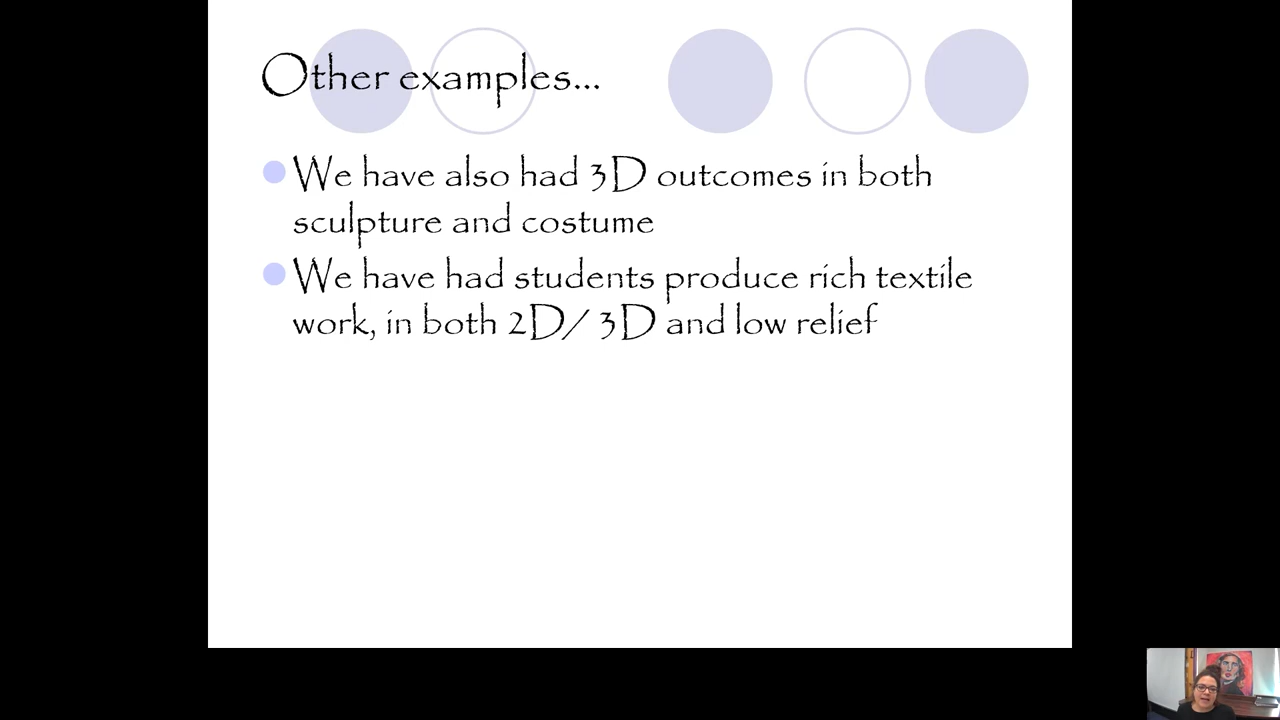 Other examples...
We have also had 3D outcomes in both
sculpture and costume
We have had students produce rich textile
work, in both 2D/ 3D and low relief